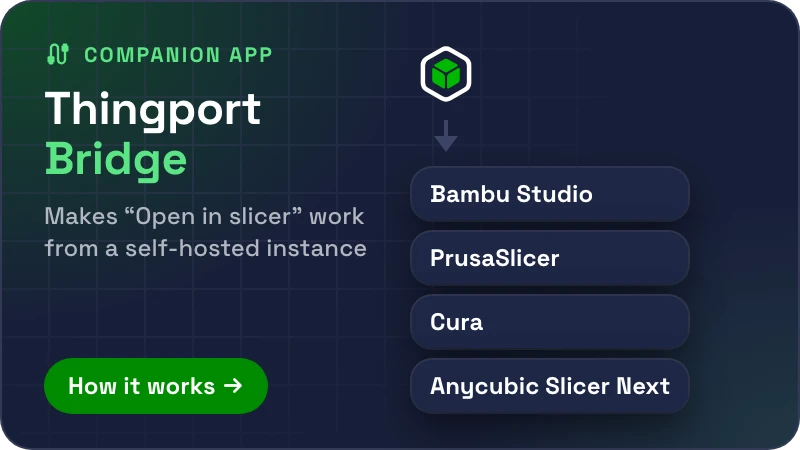 COMPANION APP
Thingport
Bridge
Makes “Open in slicer” work
from a self-hosted instance
How it works →
Bambu Studio
PrusaSlicer
Cura
Anycubic Slicer Next